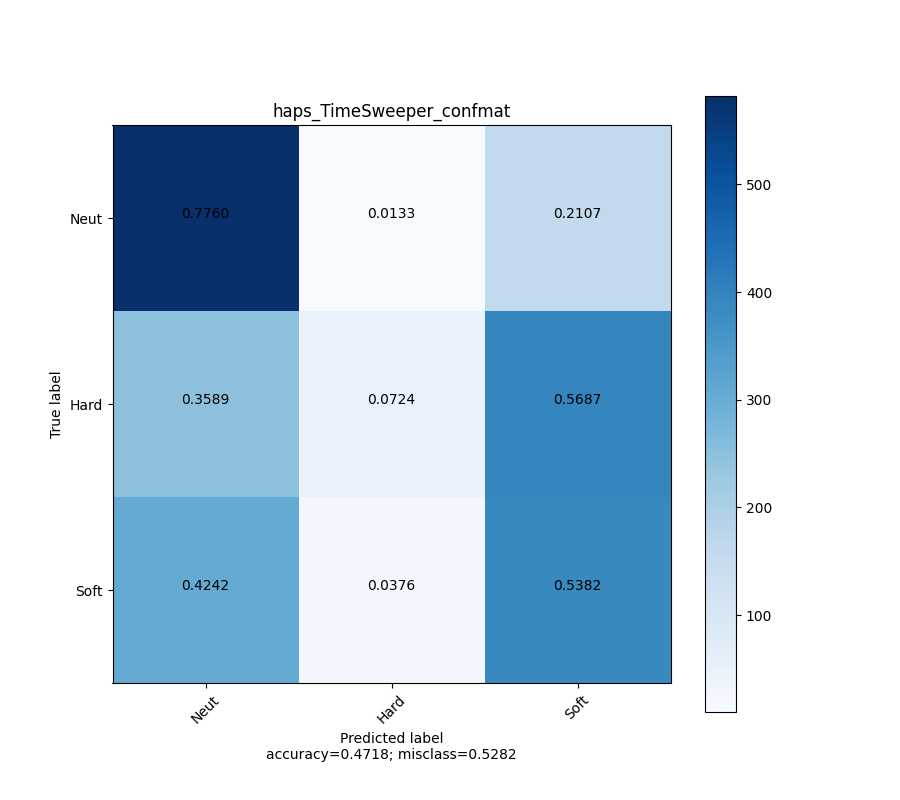 haps_TimeSweeper_confmat
Neut
0.7760
0.0133
0.2107
Hard
0.3589
0.0724
0.5687
Soft
0.4242
0.0376
0.5382
True label
Neut
Hard
Soft
Predicted label
accuracy=0.4718; misclass=0.5282
500
400
300
200
100